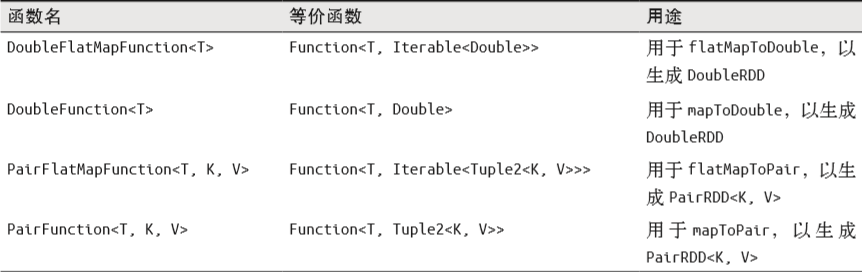 函数名 等价函数 用途
DoubleFlatMapFunction<T> Function<T, Iterable<Double>> 用于 flatMapToDouble，以
生成 DoubleRDD
DoubleFunction<T> Function<T, Double> 用于 mapToDouble，以生成
DoubleRDD
PairFlatMapFunction<T, K, V> Function<T, Iterable<Tuple2<K, V>>> 用于 flatMapToPair，以生
成 PairRDD<K, V>
PairFunction<T, K, V> Function<T, Tuple2<K, V>> 用于 mapToPair，以生成
PairRDD<K, V>